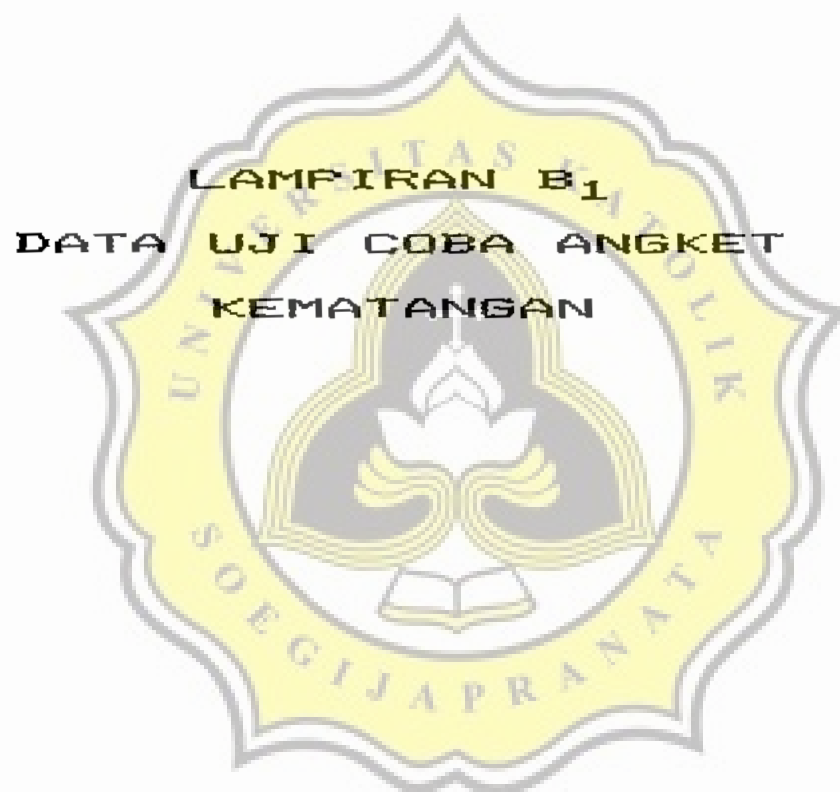 LAMPIRAN B1
DATA UJI COBA ANGKET
KEMATANGAN
UNIVERSITAS KATOLIK
SOEGIJAPRANATA